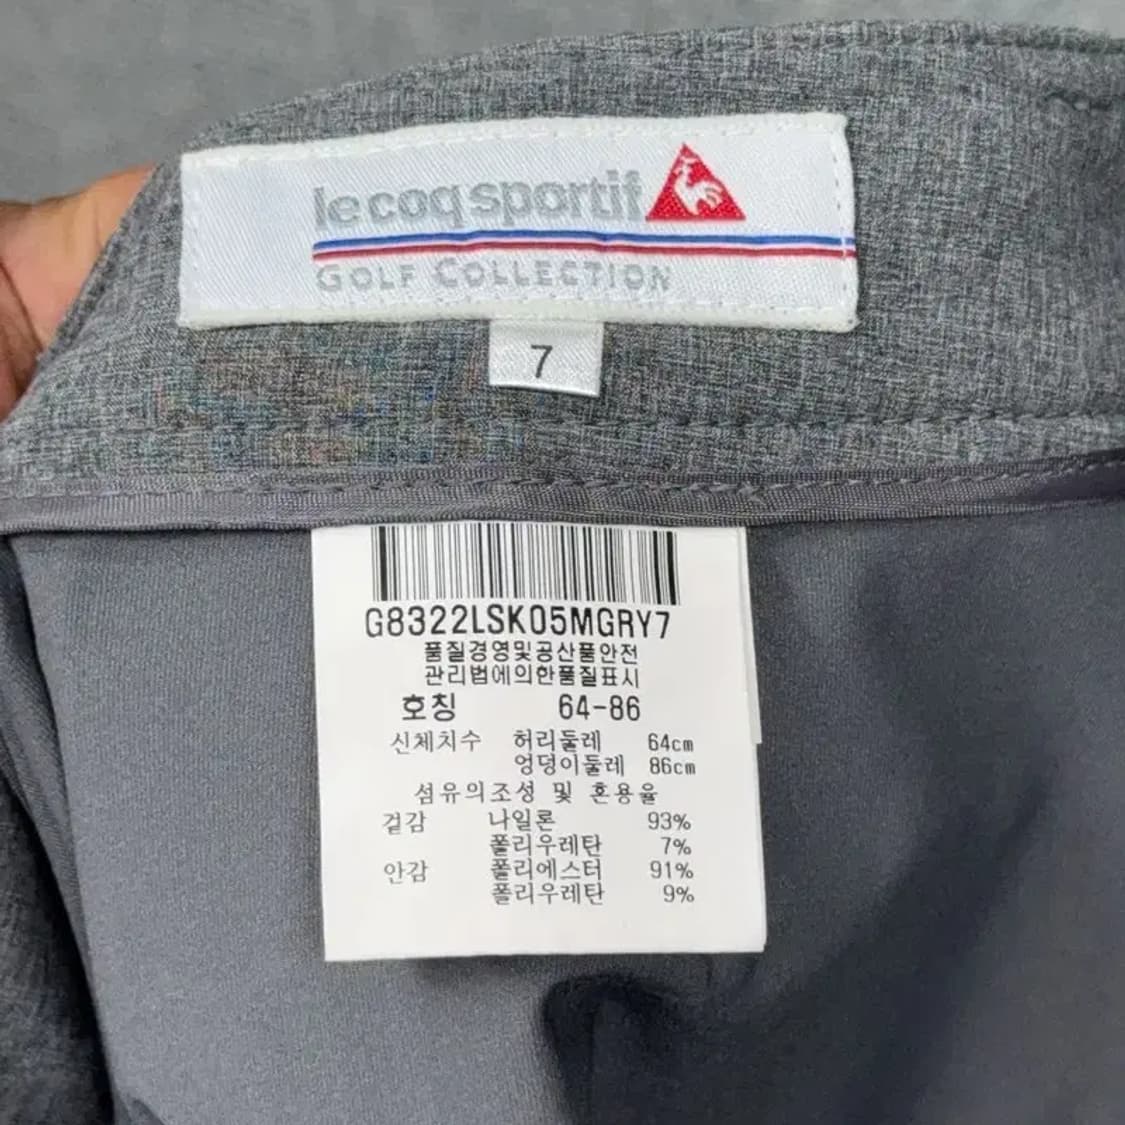 le coq sportif
GOLF COLLECTION
7
G8322LSK05MGRY7
품질경영및공산품안전
관리법에의한품질표시
호칭 64-86
신체치수 허리둘레 64cm
엉덩이둘레 86cm
섬유의조성 및 혼용율
겉감 나일론 93%
폴리우레탄 7%
안감 폴리에스터 91%
폴리우레탄 9%